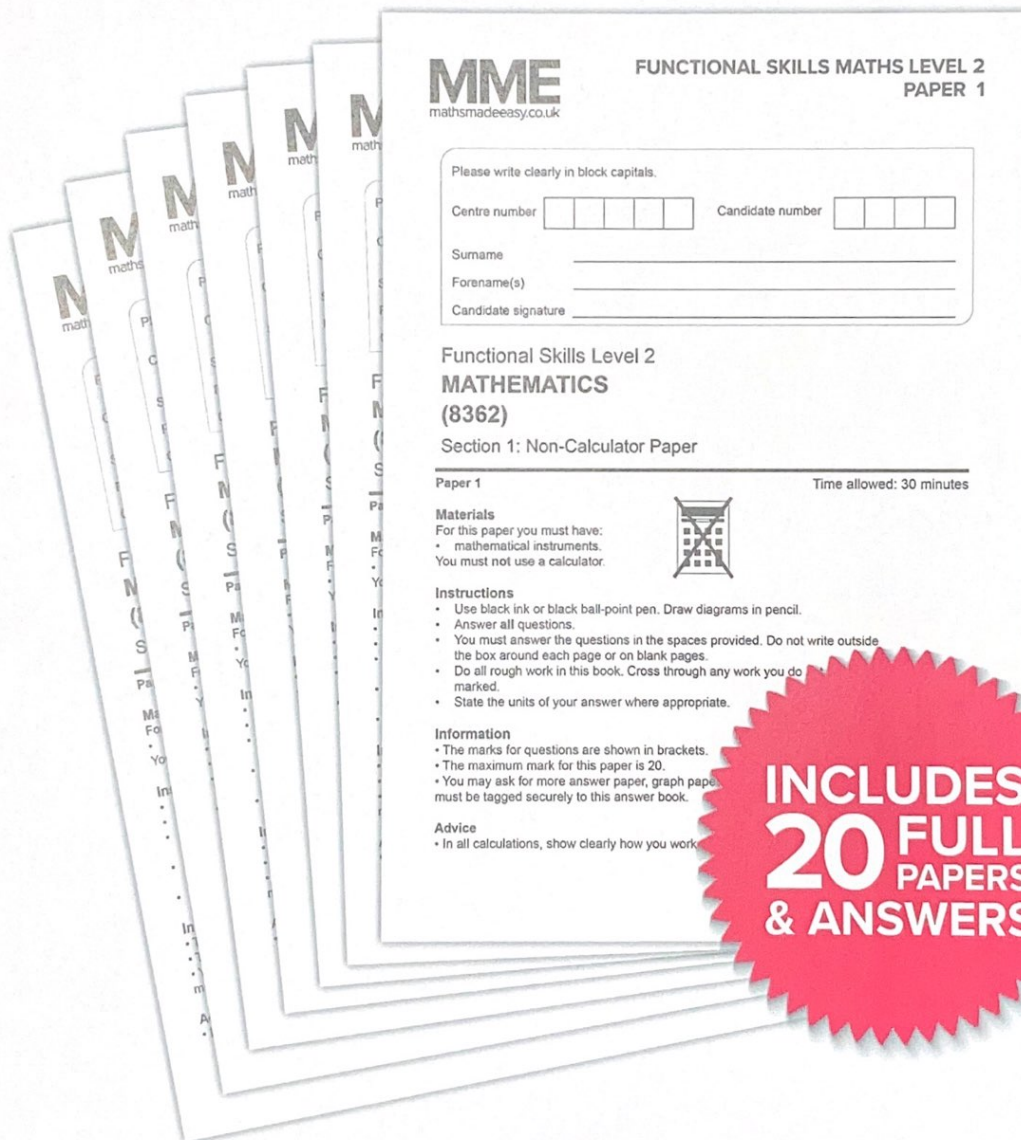 MME
mathsmadeeasy.co.uk
FUNCTIONAL SKILLS MATHS LEVEL 2
PAPER 1
Please write clearly in block capitals.
Centre number
Candidate number
Surname
Forename(s)
Candidate signature
Functional Skills Level 2
MATHEMATICS
(8362)
Section 1: Non-Calculator Paper
Paper 1
Time allowed: 30 minutes
Materials
For this paper you must have:
• mathematical instruments.
You must not use a calculator.
Instructions
• Use black ink or black ball-point pen. Draw diagrams in pencil.
• Answer all questions.
• You must answer the questions in the spaces provided. Do not write outside
the box around each page or on blank pages.
• Do all rough work in this book. Cross through any work you do
marked.
• State the units of your answer where appropriate.
Information
• The marks for questions are shown in brackets.
• The maximum mark for this paper is 20.
• You may ask for more answer paper, graph pape
must be tagged securely to this answer book.
Advice
• In all calculations, show clearly how you work
INCLUDES
20 FULL
PAPERS
& ANSWERS